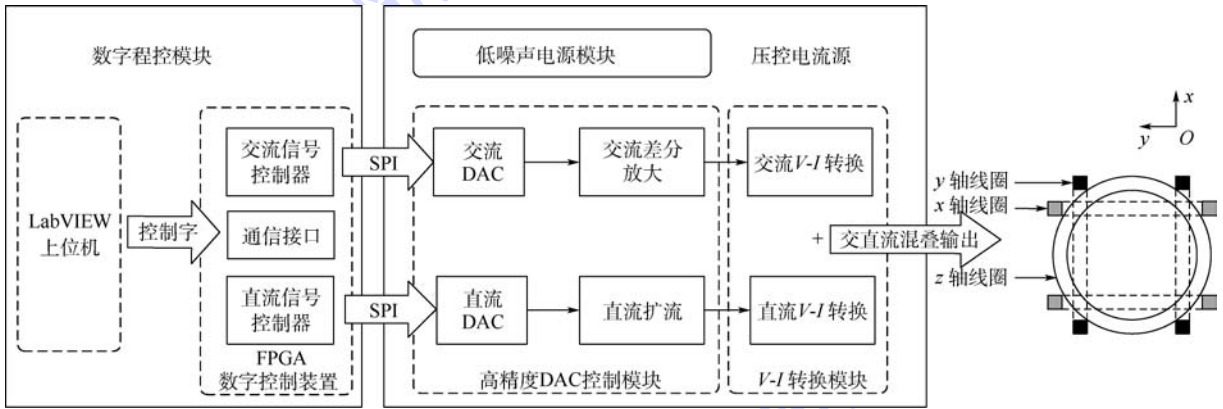 数字程控模块
LabVIEW
上位机
控制字
交流信号
控制器
通信接口
直流信号
控制器
FPGA
数字控制装置
SPI
SPI
低噪声电源模块
压控电流源
交流
DAC
交流差分
放大
交流V-I转换
+
交直流混叠输出
直流
DAC
直流扩流
直流V-I转换
高精度DAC控制模块
V-I转换模块
x
y
O
y轴线圈
x轴线圈
z轴线圈